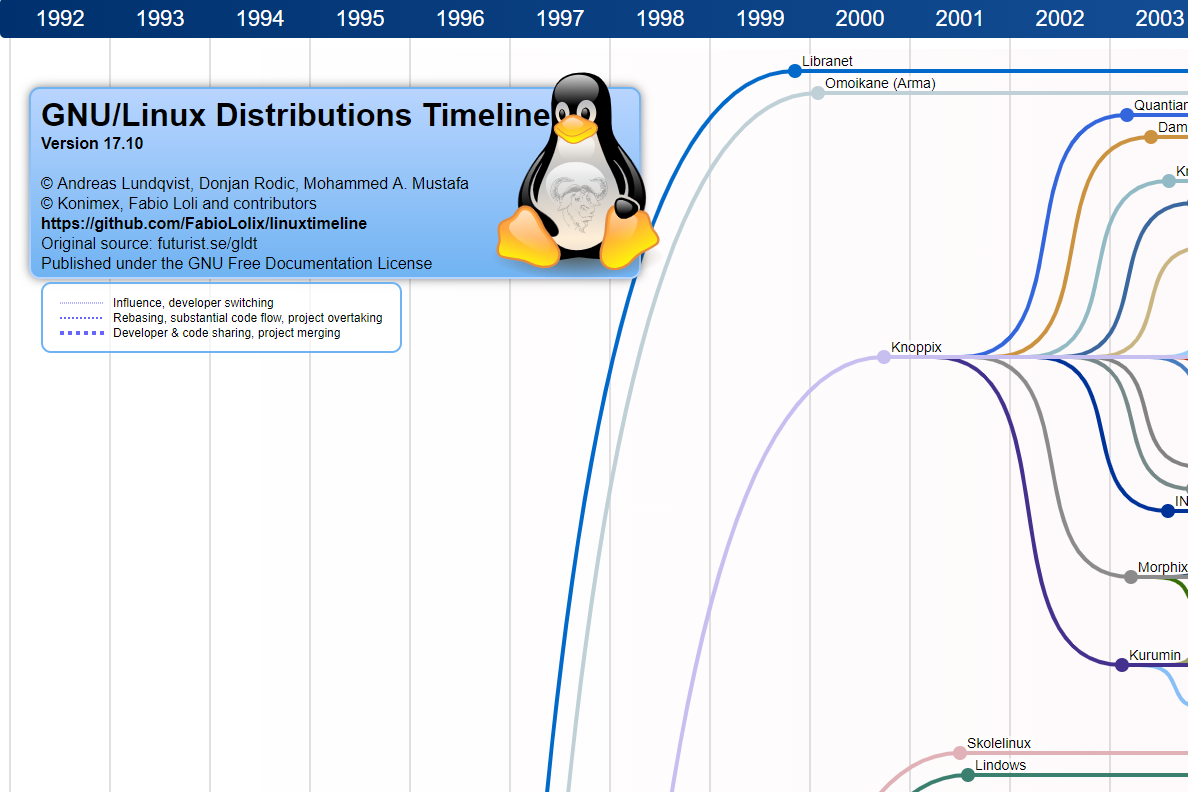 1992 1993 1994 1995 1996 1997 1998 1999 2000 2001 2002 2003
Libranet
Omoikane (Arma)
GNU/Linux Distributions Timeline
Version 17.10
© Andreas Lundqvist, Donjan Rodic, Mohammed A. Mustafa
© Konimex, Fabio Loli and contributors
https://github.com/FabioLolix/linuxtimeline
Original source: futurist.se/gldt
Published under the GNU Free Documentation License
Influence, developer switching
Rebasing, substantial code flow, project overtaking
Developer & code sharing, project merging
Quantian
Dam
Kn
Knoppix
IN
Morphix
Kurumin
Skolelinux
Lindows